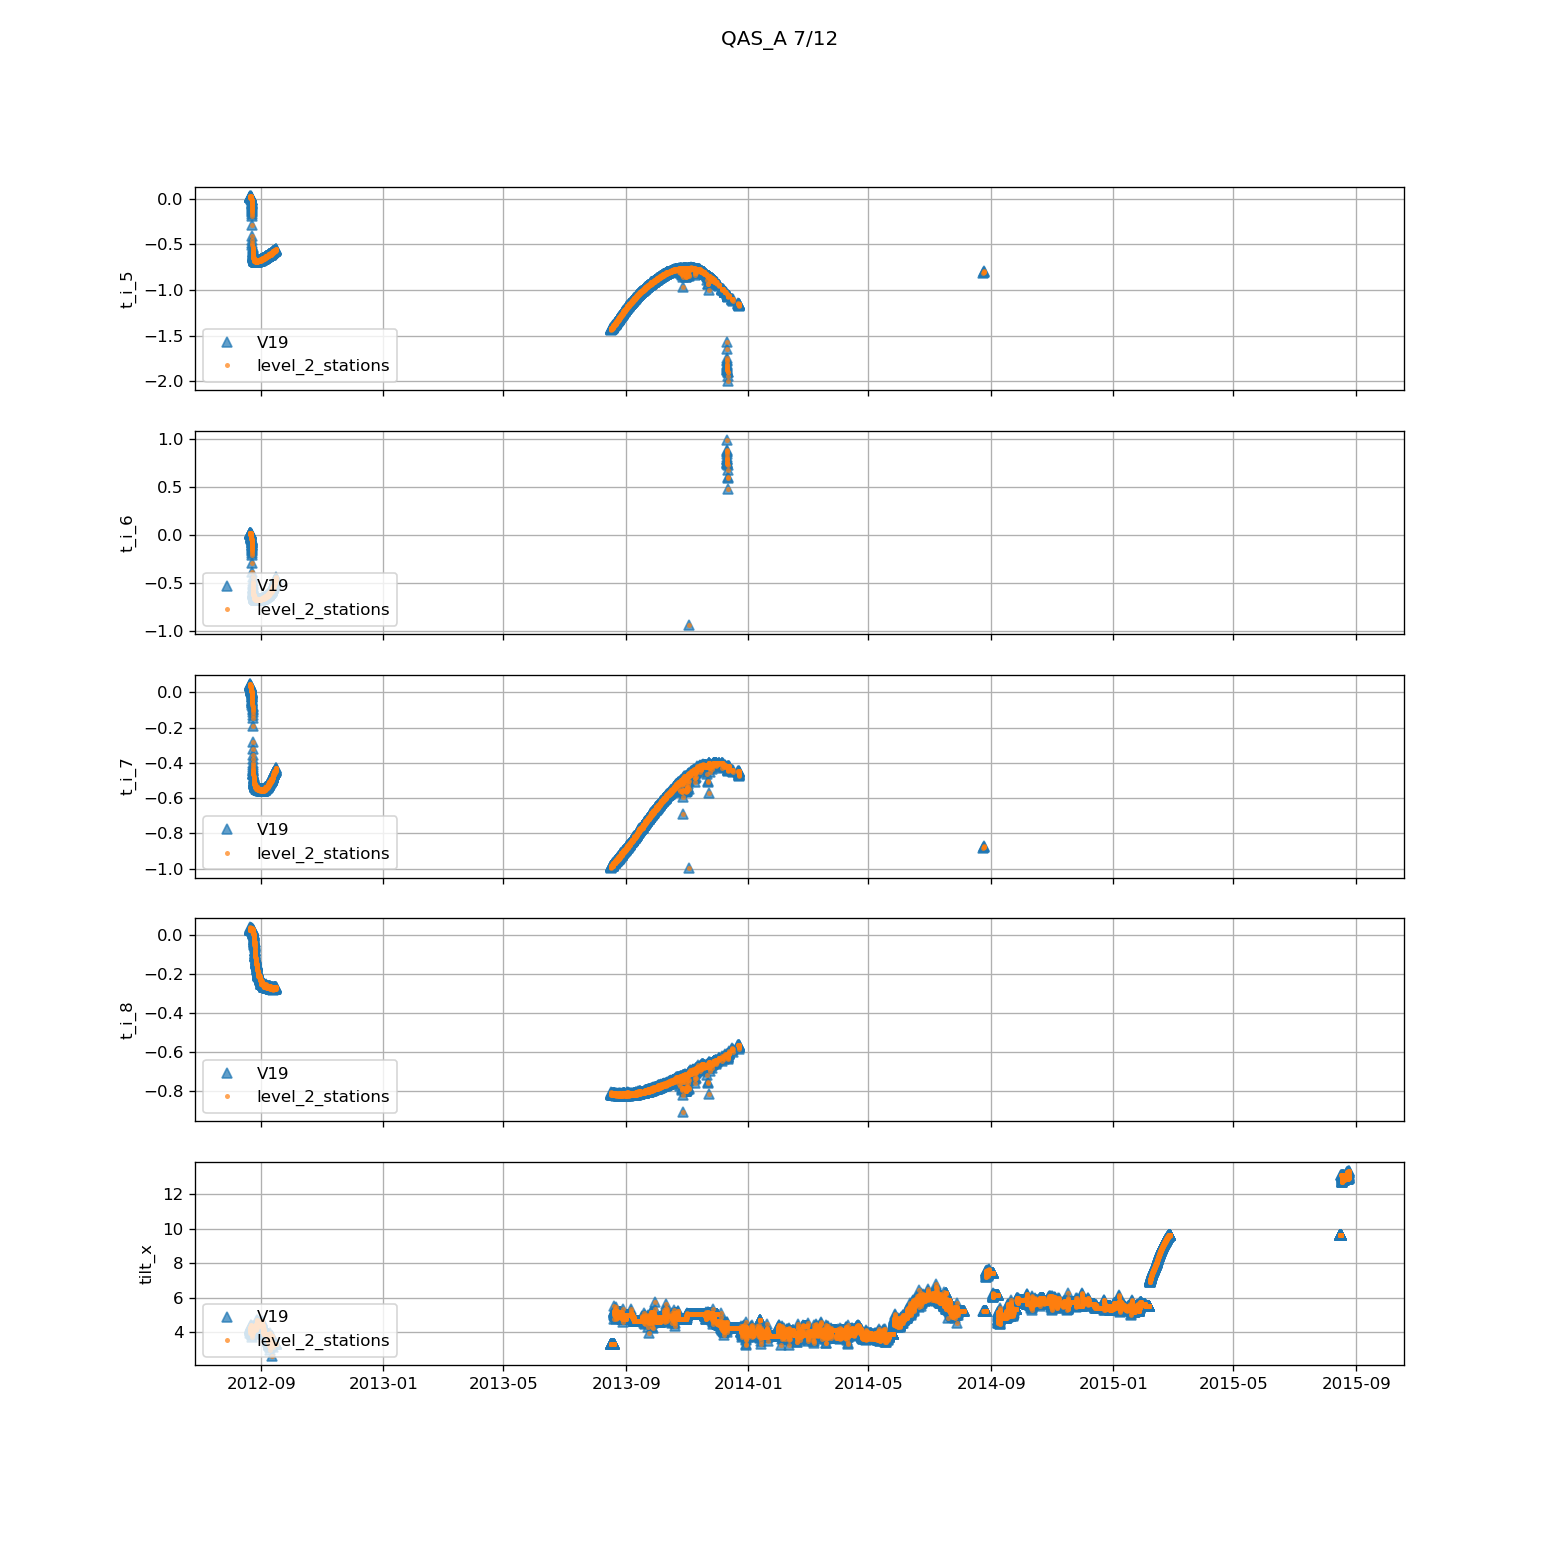 QAS_A 7/12
0.0
−0.5
−1.0
−1.5
−2.0
t_i_5
V19
level_2_stations
1.0
0.5
0.0
−0.5
−1.0
t_i_6
V19
level_2_stations
0.0
−0.2
−0.4
−0.6
−0.8
−1.0
t_i_7
V19
level_2_stations
0.0
−0.2
−0.4
−0.6
−0.8
t_i_8
V19
level_2_stations
12
10
8
6
4
tilt_x
V19
level_2_stations
2012-09 2013-01 2013-05 2013-09 2014-01 2014-05 2014-09 2015-01 2015-05 2015-09